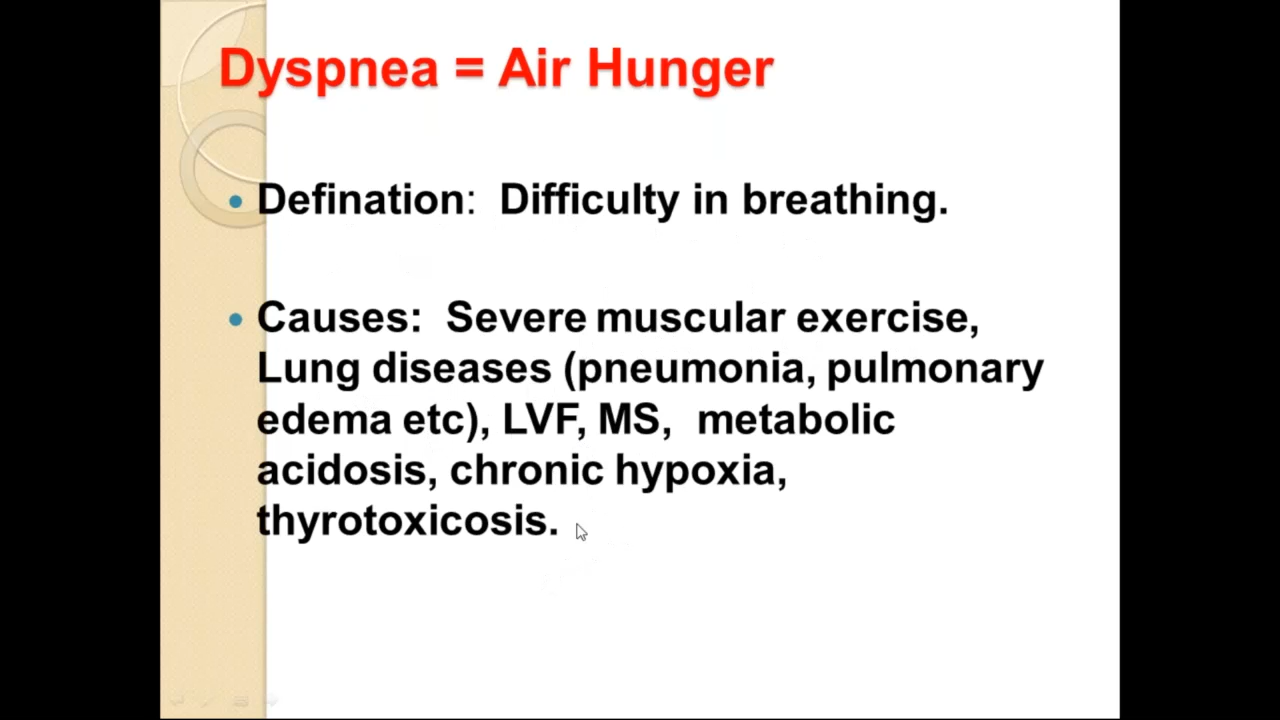 Dyspnea = Air Hunger
Defination: Difficulty in breathing.
Causes: Severe muscular exercise,
Lung diseases (pneumonia, pulmonary
edema etc), LVF, MS, metabolic
acidosis, chronic hypoxia,
thyrotoxicosis.